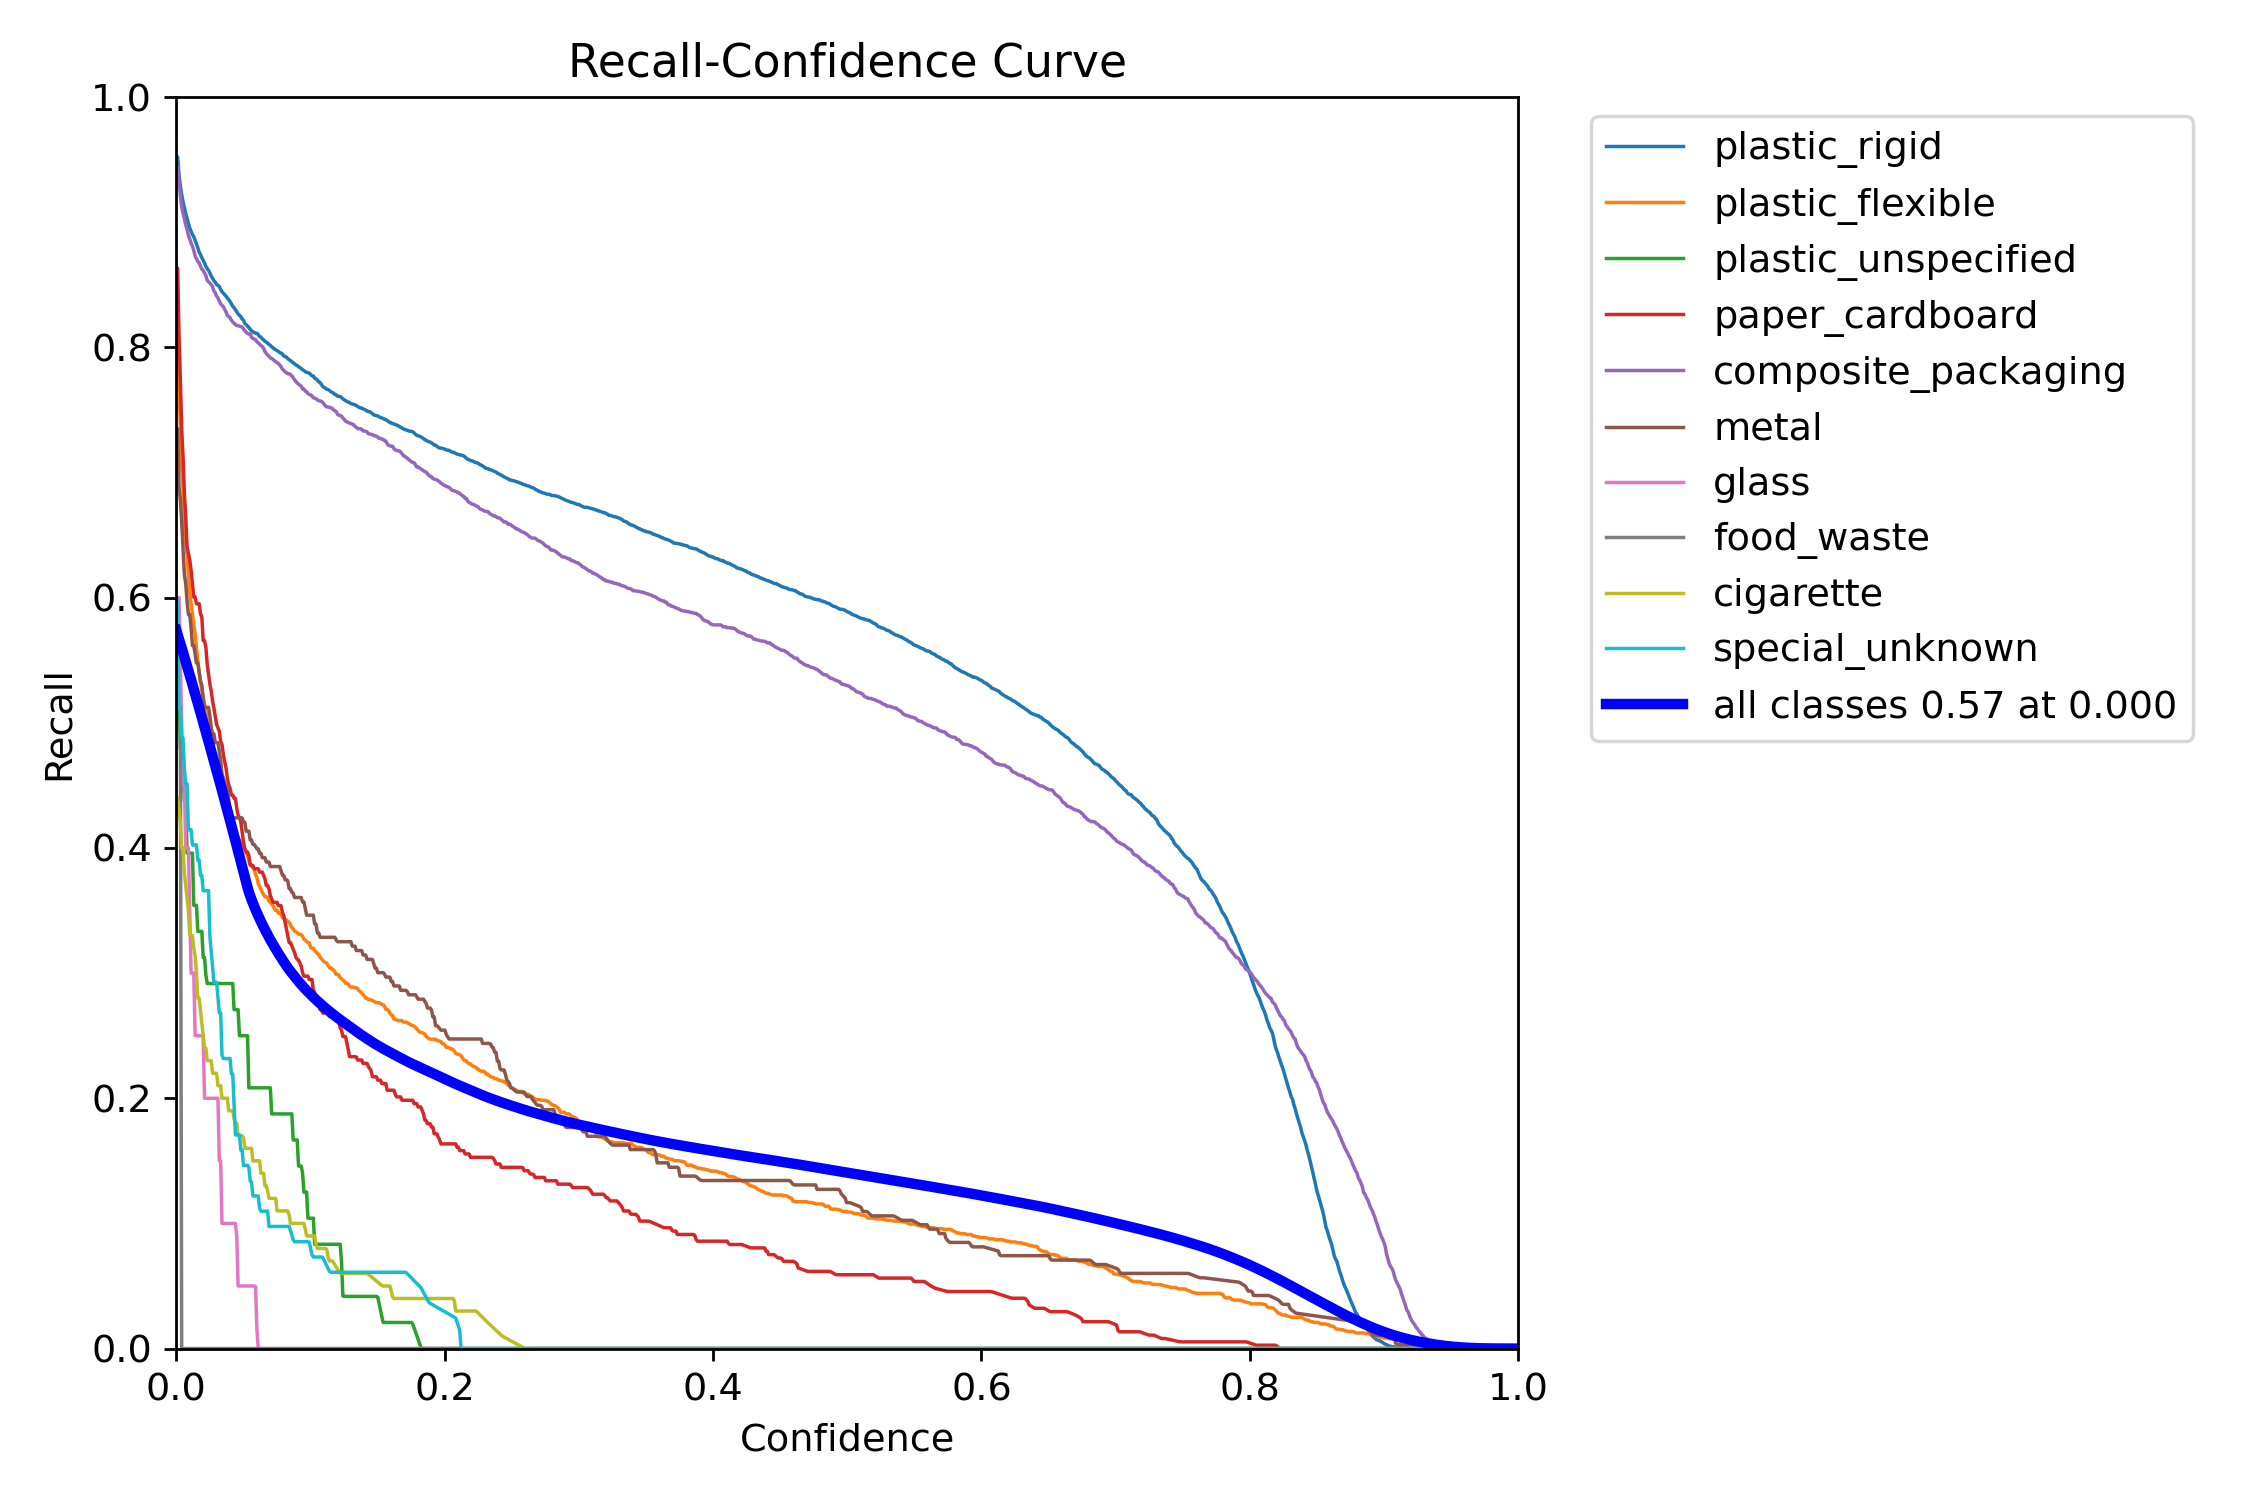 Recall-Confidence Curve
1.0
0.8
0.6
0.4
0.2
0.0
Recall
0.0 0.2 0.4 0.6 0.8 1.0
Confidence
plastic_rigid
plastic_flexible
plastic_unspecified
paper_cardboard
composite_packaging
metal
glass
food_waste
cigarette
special_unknown
all classes 0.57 at 0.000